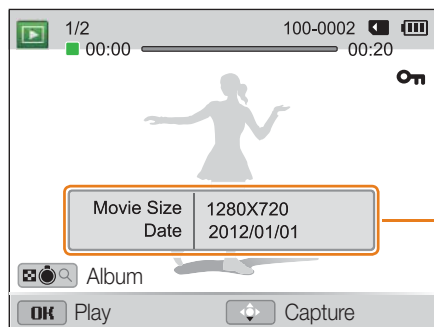 1/2 100-0002
00:00 00:20
Movie Size 1280X720
Date 2012/01/01
Album
OK Play Capture